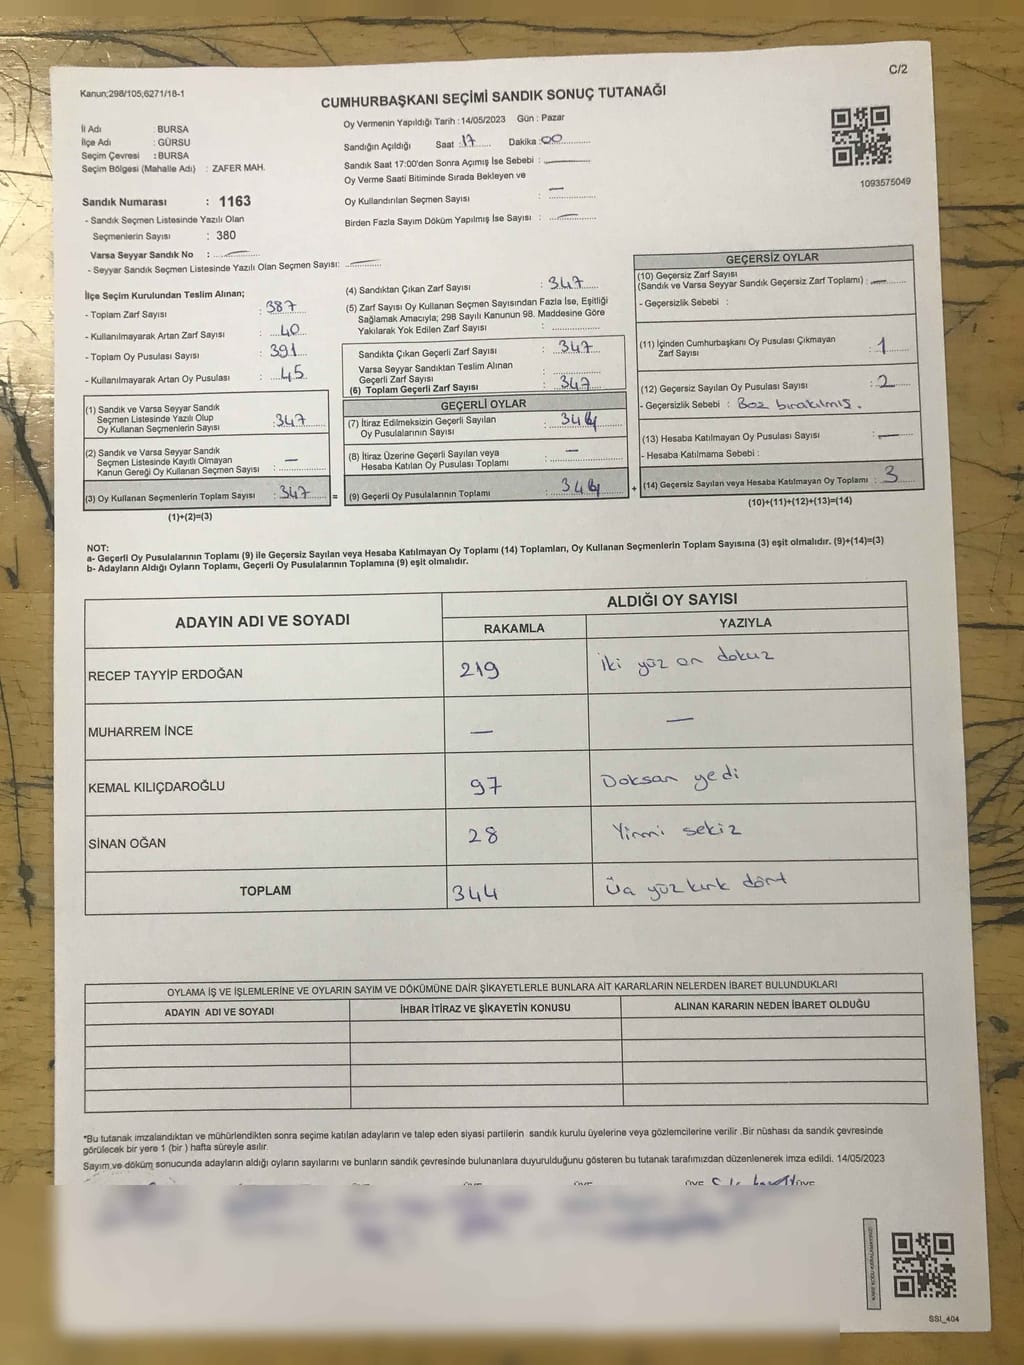 C/2
Kanun;298/105;6271/18-1
CUMHURBAŞKANI SEÇİMİ SANDIK SONUÇ TUTANAĞI
İl Adı : BURSA
İlçe Adı : GÜRSU
Seçim Çevresi : BURSA
Seçim Bölgesi (Mahalle Adı) : ZAFER MAH.
Oy Vermenin Yapıldığı Tarih : 14/05/2023 Gün : Pazar
Sandığın Açıldığı Saat : 17 Dakika : 00
Sandık Saat 17:00'den Sonra Açımış İse Sebebi : —
Oy Verme Saati Bitiminde Sırada Bekleyen ve
Oy Kullandırılan Seçmen Sayısı : —
Birden Fazla Sayım Döküm Yapılmış İse Sayısı : —
1093575049
Sandık Numarası : 1163
- Sandık Seçmen Listesinde Yazılı Olan
Seçmenlerin Sayısı : 380
Varsa Seyyar Sandık No : —
- Seyyar Sandık Seçmen Listesinde Yazılı Olan Seçmen Sayısı: —
İlçe Seçim Kurulundan Teslim Alınan;
- Toplam Zarf Sayısı : 387
- Kullanılmayarak Artan Zarf Sayısı : 40
- Toplam Oy Pusulası Sayısı : 391
- Kullanılmayarak Artan Oy Pusulası : 45
(1) Sandık ve Varsa Seyyar Sandık
Seçmen Listesinde Yazılı Olup
Oy Kullanan Seçmenlerin Sayısı : 347
(2) Sandık ve Varsa Seyyar Sandık
Seçmen Listesinde Kayıtlı Olmayan
Kanun Gereği Oy Kullanan Seçmen Sayısı : —
(3) Oy Kullanan Seçmenlerin Toplam Sayısı : 347
(1)+(2)=(3)
(4) Sandıktan Çıkan Zarf Sayısı : 347
(5) Zarf Sayısı Oy Kullanan Seçmen Sayısından Fazla İse, Eşitliği
Sağlamak Amacıyla; 298 Sayılı Kanunun 98. Maddesine Göre
Yakılarak Yok Edilen Zarf Sayısı :
Sandıkta Çıkan Geçerli Zarf Sayısı : 347
Varsa Seyyar Sandıktan Teslim Alınan
Geçerli Zarf Sayısı :
(6) Toplam Geçerli Zarf Sayısı : 347
GEÇERLİ OYLAR
(7) İtiraz Edilmeksizin Geçerli Sayılan
Oy Pusulalarının Sayısı : 344
(8) İtiraz Üzerine Geçerli Sayılan veya
Hesaba Katılan Oy Pusulası Toplamı : —
= (9) Geçerli Oy Pusulalarının Toplamı : 344 +
GEÇERSİZ OYLAR
(10) Geçersiz Zarf Sayısı
(Sandık ve Varsa Seyyar Sandık Geçersiz Zarf Toplamı) : —
- Geçersizlik Sebebi :
(11) İçinden Cumhurbaşkanı Oy Pusulası Çıkmayan
Zarf Sayısı : 1
(12) Geçersiz Sayılan Oy Pusulası Sayısı : 2
- Geçersizlik Sebebi : Boş bırakılmış.
(13) Hesaba Katılmayan Oy Pusulası Sayısı : —
- Hesaba Katılmama Sebebi :
(14) Geçersiz Sayılan veya Hesaba Katılmayan Oy Toplamı : 3
(10)+(11)+(12)+(13)=(14)
NOT:
a- Geçerli Oy Pusulalarının Toplamı (9) ile Geçersiz Sayılan veya Hesaba Katılmayan Oy Toplamı (14) Toplamları, Oy Kullanan Seçmenlerin Toplam Sayısına (3) eşit olmalıdır. (9)+(14)=(3)
b- Adayların Aldığı Oyların Toplamı, Geçerli Oy Pusulalarının Toplamına (9) eşit olmalıdır.
ADAYIN ADI VE SOYADI ALDIĞI OY SAYISI
RAKAMLA YAZIYLA
RECEP TAYYİP ERDOĞAN 219 İki yüz on dokuz
MUHARREM İNCE — —
KEMAL KILIÇDAROĞLU 97 Doksan yedi
SİNAN OĞAN 28 Yirmi sekiz
TOPLAM 344 Üç yüz kırk dört
OYLAMA İŞ VE İŞLEMLERİNE VE OYLARIN SAYIM VE DÖKÜMÜNE DAİR ŞİKAYETLERLE BUNLARA AİT KARARLARIN NELERDEN İBARET BULUNDUKLARI
ADAYIN ADI VE SOYADI İHBAR İTİRAZ VE ŞİKAYETİN KONUSU ALINAN KARARIN NEDEN İBARET OLDUĞU
*Bu tutanak imzalandıktan ve mühürlendikten sonra seçime katılan adayların ve talep eden siyasi partilerin sandık kurulu üyelerine veya gözlemcilerine verilir .Bir nüshası da sandık çevresinde
görülecek bir yere 1 (bir ) hafta süreyle asılır.
Sayım ve döküm sonucunda adayların aldığı oyların sayılarını ve bunların sandık çevresinde bulunanlara duyurulduğunu gösteren bu tutanak tarafımızdan düzenlenerek imza edildi. 14/05/2023
SSI_404